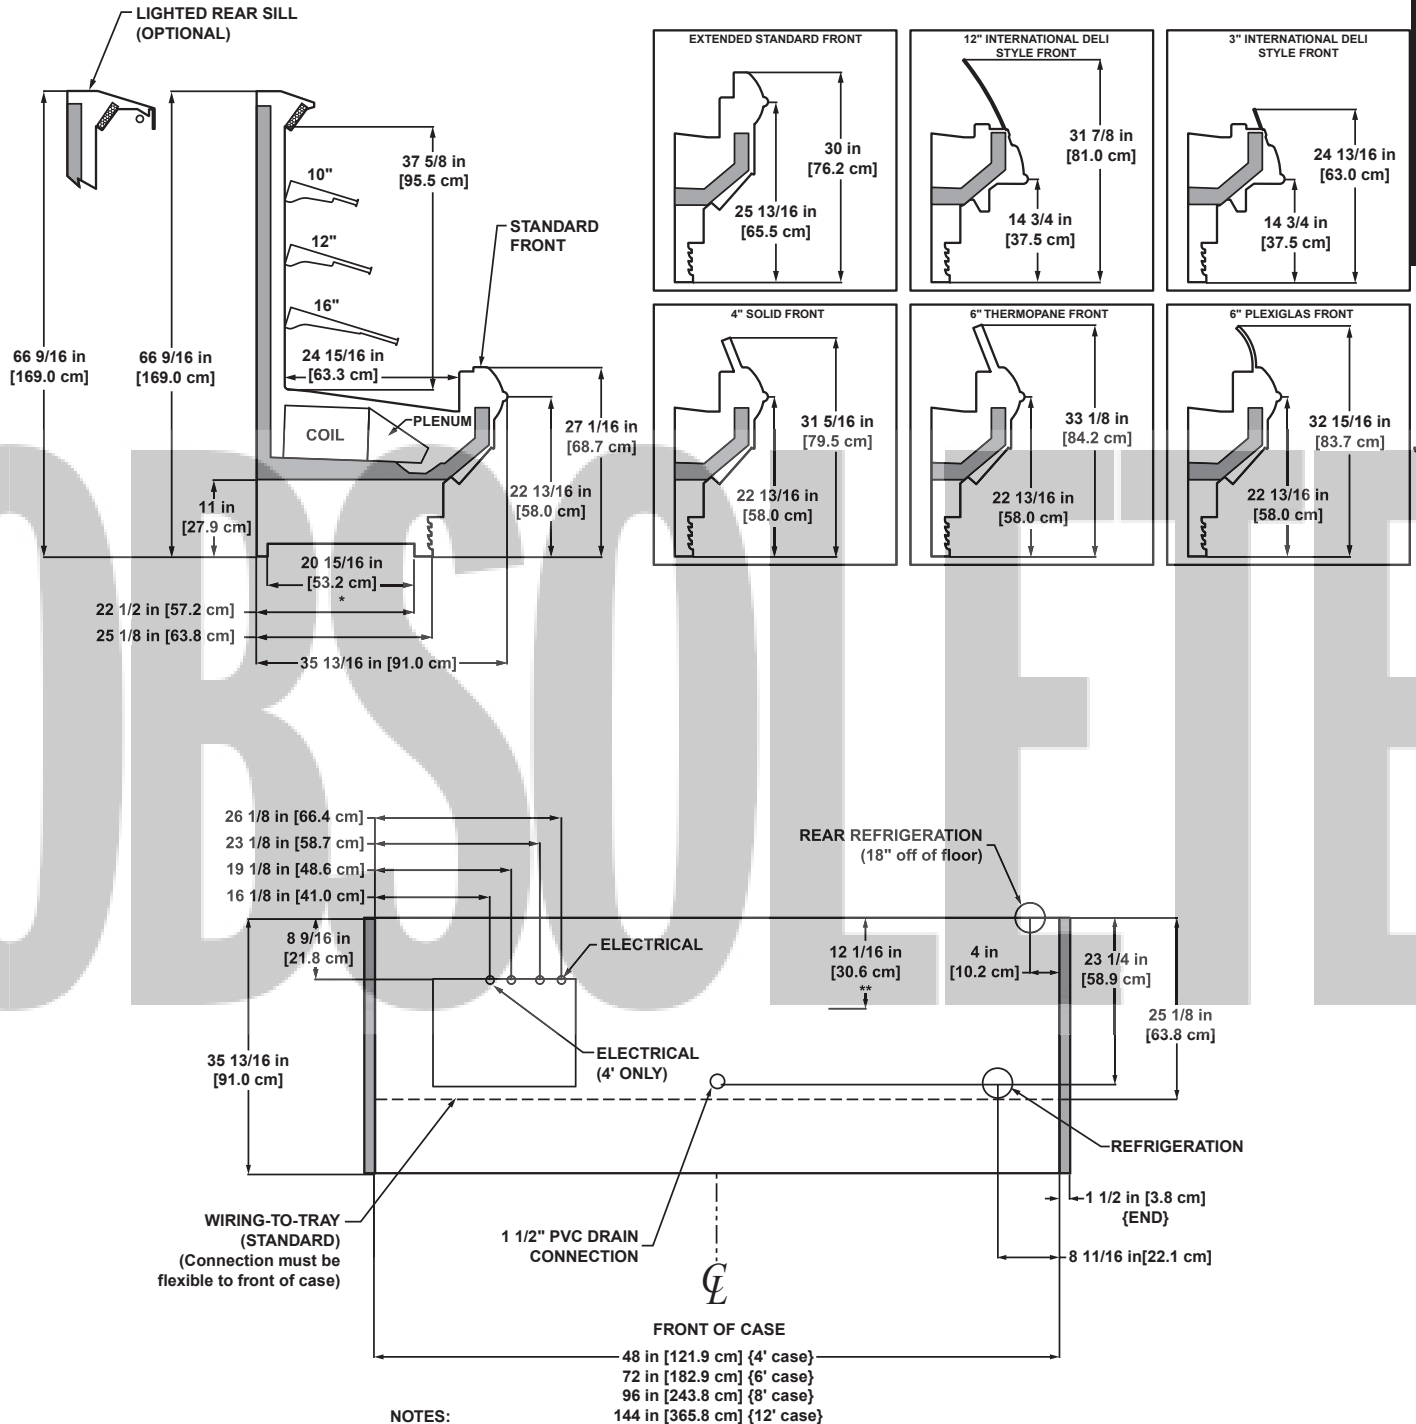 LIGHTED REAR SILL
(OPTIONAL)
EXTENDED STANDARD FRONT
30 in
[76.2 cm]
25 13/16 in
[65.5 cm]
12" INTERNATIONAL DELI
STYLE FRONT
31 7/8 in
[81.0 cm]
14 3/4 in
[37.5 cm]
3" INTERNATIONAL DELI
STYLE FRONT
24 13/16 in
[63.0 cm]
14 3/4 in
[37.5 cm]
37 5/8 in
[95.5 cm]
10"
12"
16"
STANDARD
FRONT
66 9/16 in
[169.0 cm]
66 9/16 in
[169.0 cm]
24 15/16 in
[63.3 cm]
COIL
PLENUM
27 1/16 in
[68.7 cm]
22 13/16 in
[58.0 cm]
11 in
[27.9 cm]
20 15/16 in
[53.2 cm]
*
22 1/2 in [57.2 cm]
25 1/8 in [63.8 cm]
35 13/16 in [91.0 cm]
4" SOLID FRONT
31 5/16 in
[79.5 cm]
22 13/16 in
[58.0 cm]
6" THERMOPANE FRONT
33 1/8 in
[84.2 cm]
22 13/16 in
[58.0 cm]
6" PLEXIGLAS FRONT
32 15/16 in
[83.7 cm]
22 13/16 in
[58.0 cm]
OBSOLETE
26 1/8 in [66.4 cm]
23 1/8 in [58.7 cm]
19 1/8 in [48.6 cm]
16 1/8 in [41.0 cm]
REAR REFRIGERATION
(18" off of floor)
8 9/16 in
[21.8 cm]
ELECTRICAL
12 1/16 in
[30.6 cm]
**
4 in
[10.2 cm]
23 1/4 in
[58.9 cm]
25 1/8 in
[63.8 cm]
35 13/16 in
[91.0 cm]
ELECTRICAL
(4' ONLY)
REFRIGERATION
1 1/2 in [3.8 cm]
{END}
WIRING-TO-TRAY
(STANDARD)
(Connection must be
flexible to front of case)
1 1/2" PVC DRAIN
CONNECTION
8 11/16 in[22.1 cm]
CL
FRONT OF CASE
48 in [121.9 cm] {4' case}
72 in [182.9 cm] {6' case}
96 in [243.8 cm] {8' case}
NOTES:
144 in [365.8 cm] {12' case}